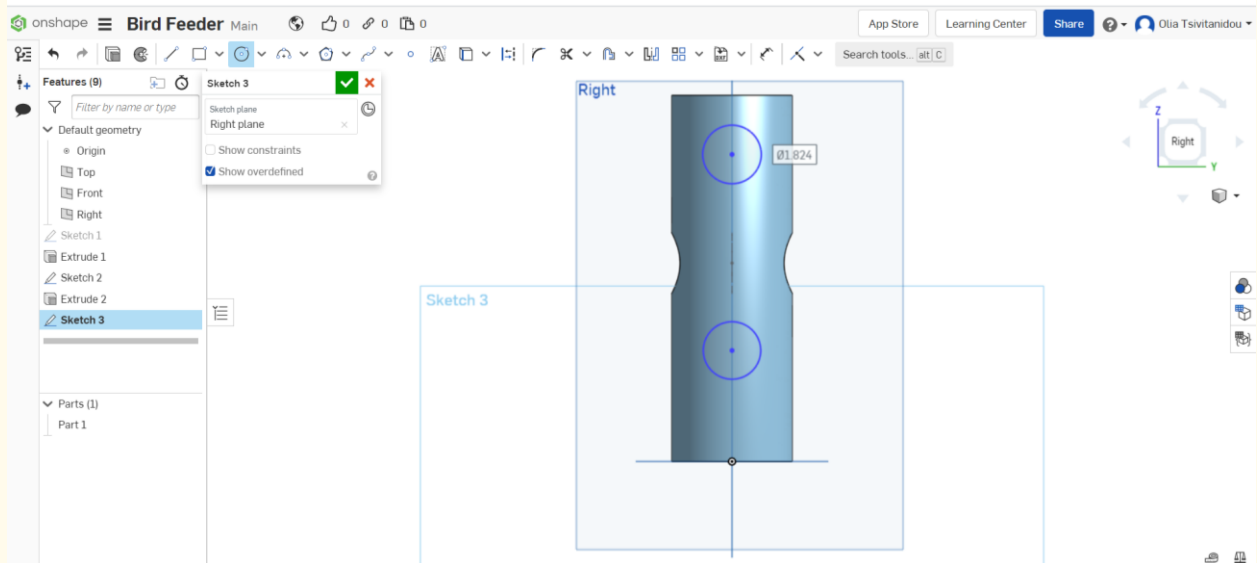 onshape Bird Feeder Main 0 0 0 App Store Learning Center Share Olia Tsivitanidou
Search tools... alt C
Features (9)
Filter by name or type
Default geometry
Origin
Top
Front
Right
Sketch 1
Extrude 1
Sketch 2
Extrude 2
Sketch 3
Parts (1)
Part 1
Sketch 3
Sketch plane
Right plane
Show constraints
Show overdefined
Right
Ø1.824
Sketch 3
Z
Right
Y